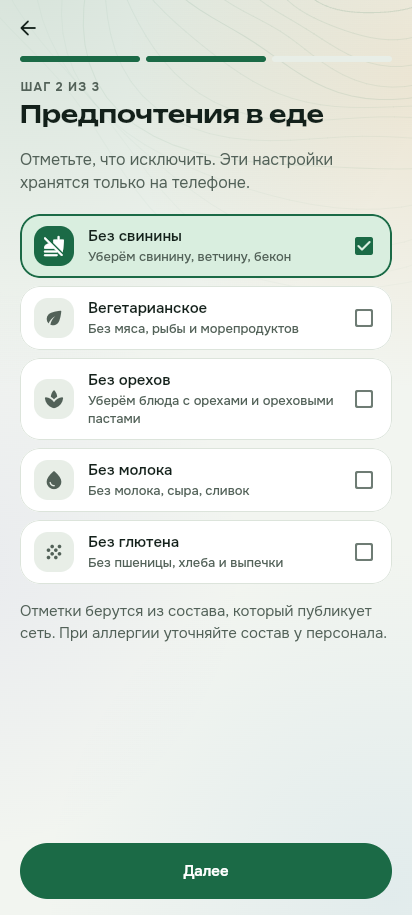 ШАГ 2 ИЗ 3
Предпочтения в еде
Отметьте, что исключить. Эти настройки
хранятся только на телефоне.
Без свинины
Уберём свинину, ветчину, бекон
Вегетарианское
Без мяса, рыбы и морепродуктов
Без орехов
Уберём блюда с орехами и ореховыми
пастами
Без молока
Без молока, сыра, сливок
Без глютена
Без пшеницы, хлеба и выпечки
Отметки берутся из состава, который публикует
сеть. При аллергии уточняйте состав у персонала.
Далее